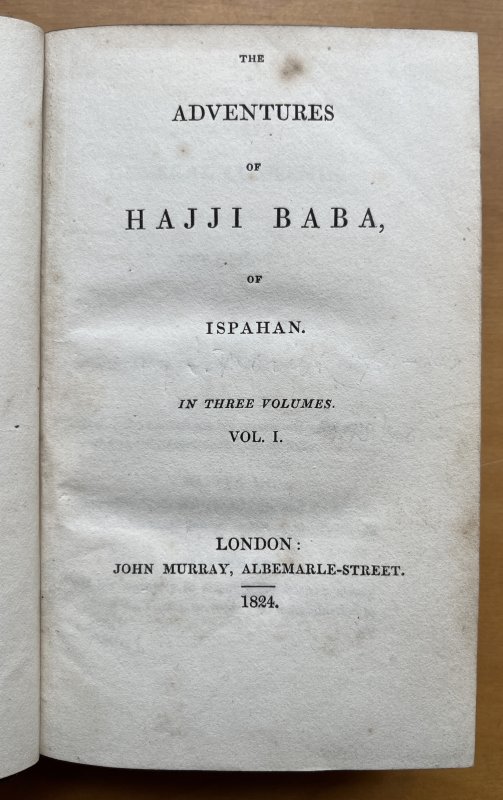 THE
ADVENTURES
OF
HAJJI BABA,
OF
ISPAHAN.
IN THREE VOLUMES.
VOL. I.
LONDON:
JOHN MURRAY, ALBEMARLE-STREET.
1824.